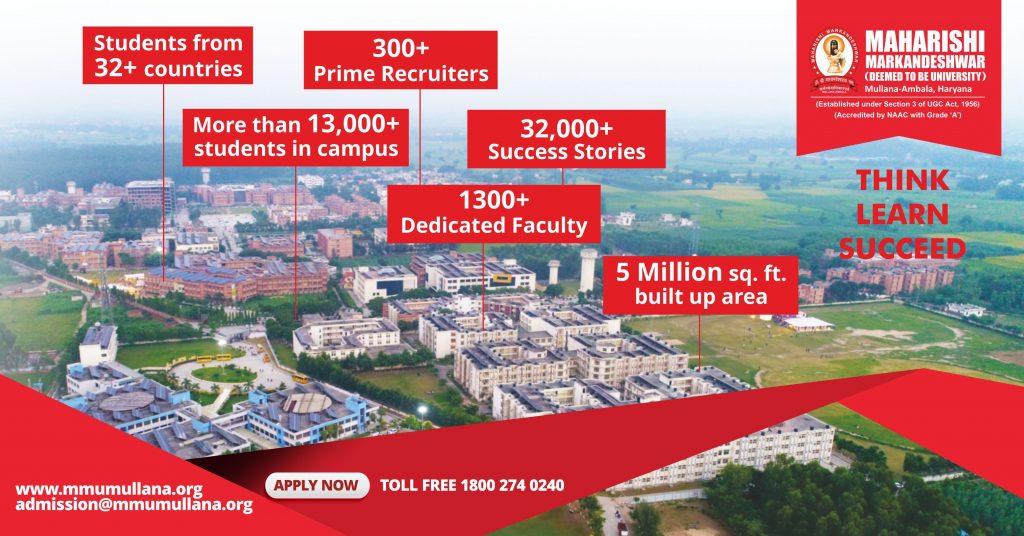 Students from
32+ countries
300+
Prime Recruiters
More than 13,000+
students in campus
32,000+
Success Stories
1300+
Dedicated Faculty
5 Million sq. ft.
built up area
MAHARISHI
MARKANDESHWAR
(DEEMED TO BE UNIVERSITY)
Mullana-Ambala, Haryana
(Established under Section 3 of UGC Act, 1956)
(Accredited by NAAC with Grade 'A')
THINK
LEARN
SUCCEED
www.mmumullana.org
admission@mmumullana.org
APPLY NOW
TOLL FREE 1800 274 0240